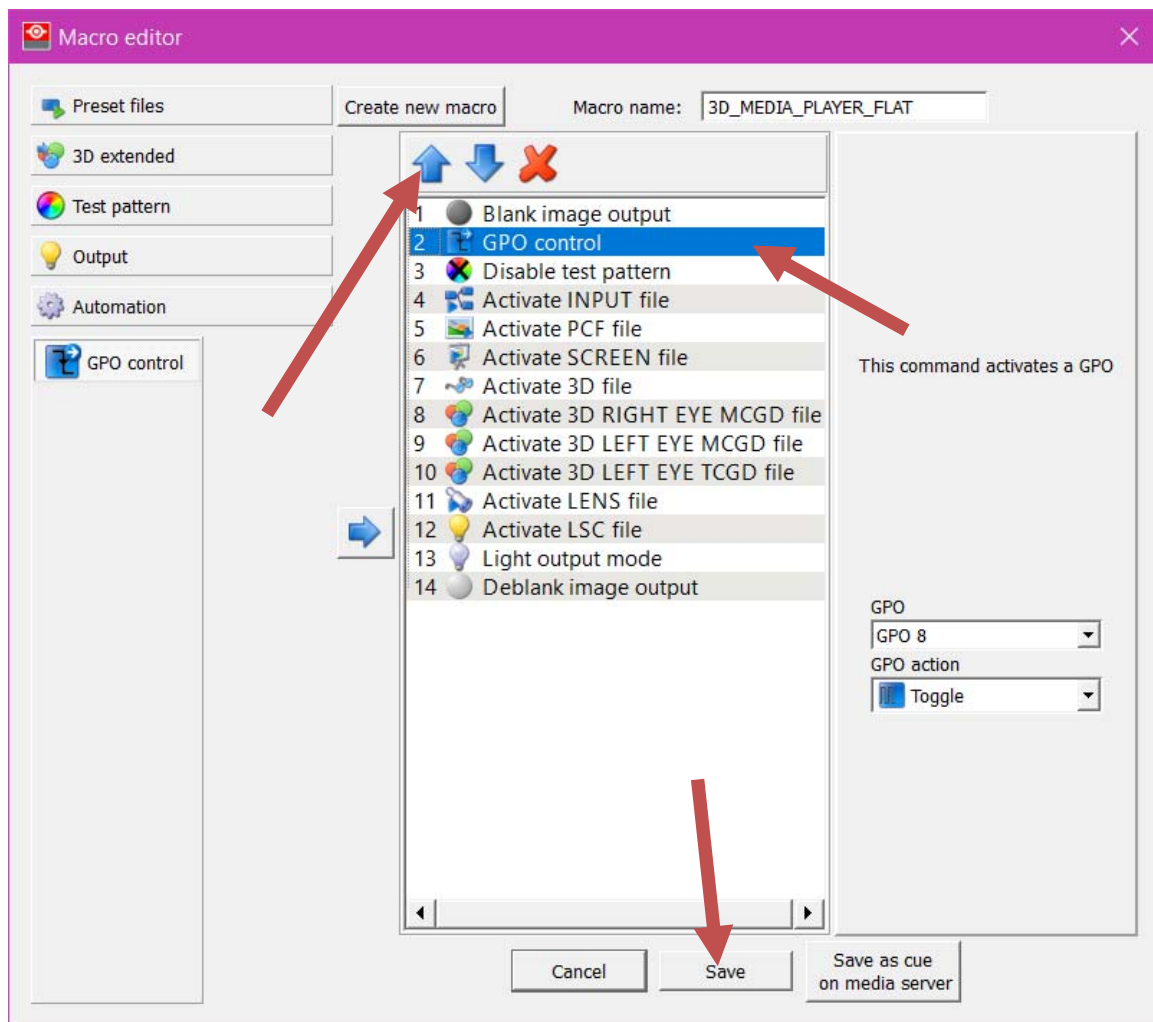 Macro editor
Preset files
3D extended
Test pattern
Output
Automation
GPO control
Create new macro
Macro name: 3D_MEDIA_PLAYER_FLAT
1 Blank image output
2 GPO control
3 Disable test pattern
4 Activate INPUT file
5 Activate PCF file
6 Activate SCREEN file
7 Activate 3D file
8 Activate 3D RIGHT EYE MCGD file
9 Activate 3D LEFT EYE MCGD file
10 Activate 3D LEFT EYE TCGD file
11 Activate LENS file
12 Activate LSC file
13 Light output mode
14 Deblank image output
This command activates a GPO
GPO
GPO 8
GPO action
Toggle
Cancel
Save
Save as cue
on media server